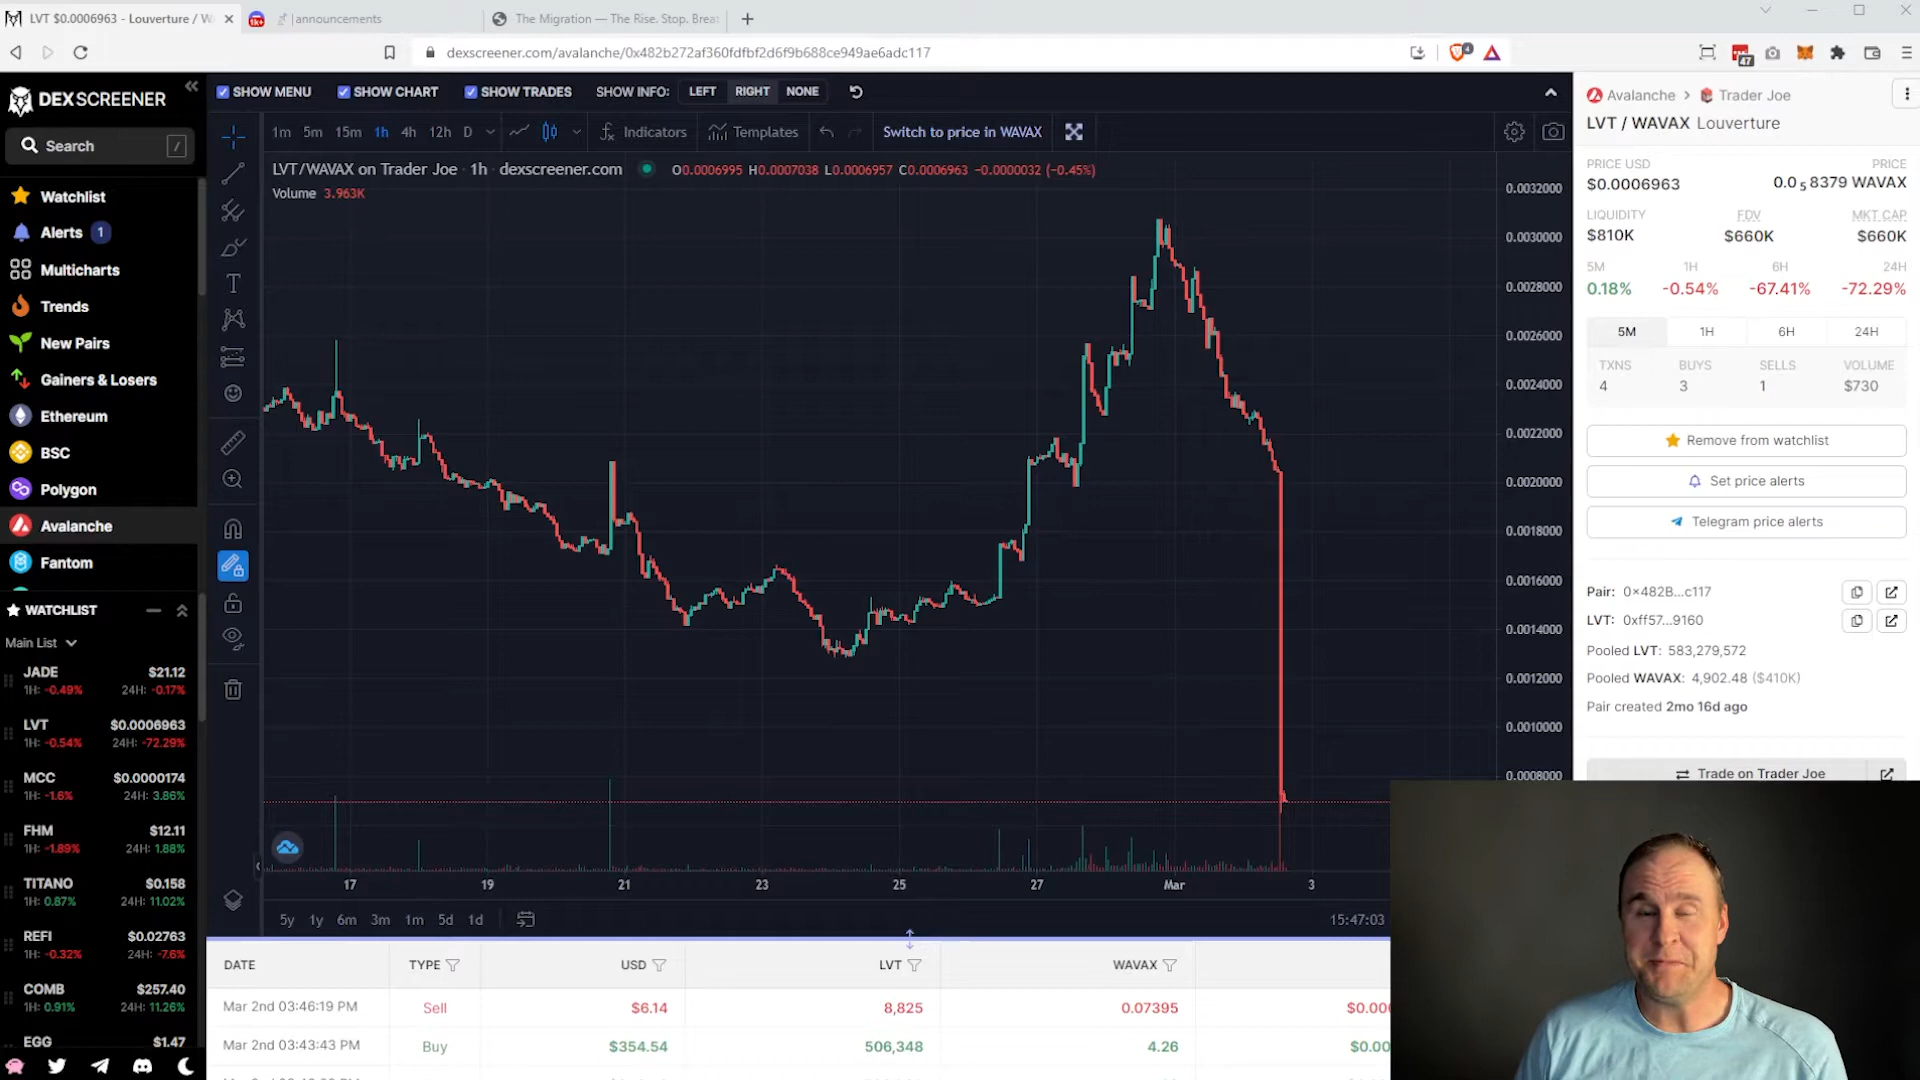 LVT $0.0006963 - Louverture / W
1k+
announcements
The Migration — The Rise. Stop. Brea
dexscreener.com/avalanche/0x482b272af360fdfbf2d6f9b688ce949ae6adc117
4
47
DEX SCREENER
Search /
Watchlist
Alerts 1
Multicharts
Trends
New Pairs
Gainers & Losers
Ethereum
BSC
Polygon
Avalanche
Fantom
WATCHLIST
Main List
JADE $21.12
1H: -0.49% 24H: -0.17%
LVT $0.0006963
1H: -0.54% 24H: -72.29%
MCC $0.0000174
1H: -1.6% 24H: 3.86%
FHM $12.11
1H: -1.89% 24H: 1.88%
TITANO $0.158
1H: 0.87% 24H: 11.02%
REFI $0.02763
1H: -0.32% 24H: -7.6%
COMB $257.40
1H: 0.91% 24H: 11.26%
EGG $1.47
SHOW MENU SHOW CHART SHOW TRADES SHOW INFO: LEFT RIGHT NONE
1m 5m 15m 1h 4h 12h D Indicators Templates Switch to price in WAVAX
LVT/WAVAX on Trader Joe · 1h · dexscreener.com O0.0006995 H0.0007038 L0.0006957 C0.0006963 -0.0000032 (-0.45%)
Volume 3.963K
0.0032000
0.0030000
0.0028000
0.0026000
0.0024000
0.0022000
0.0020000
0.0018000
0.0016000
0.0014000
0.0012000
0.0010000
0.0008000
17 19 21 23 25 27 Mar 3
5y 1y 6m 3m 1m 5d 1d 15:47:03
DATE TYPE USD LVT WAVAX
Mar 2nd 03:46:19 PM Sell $6.14 8,825 0.07395 $0.00
Mar 2nd 03:43:43 PM Buy $354.54 506,348 4.26 $0.00
Avalanche > Trader Joe
LVT / WAVAX Louverture
PRICE USD PRICE
$0.0006963 0.0₅8379 WAVAX
LIQUIDITY FDV MKT CAP
$810K $660K $660K
5M 1H 6H 24H
0.18% -0.54% -67.41% -72.29%
5M 1H 6H 24H
TXNS BUYS SELLS VOLUME
4 3 1 $730
Remove from watchlist
Set price alerts
Telegram price alerts
Pair: 0x482B...c117
LVT: 0xff57...9160
Pooled LVT: 583,279,572
Pooled WAVAX: 4,902.48 ($410K)
Pair created 2mo 16d ago
Trade on Trader Joe